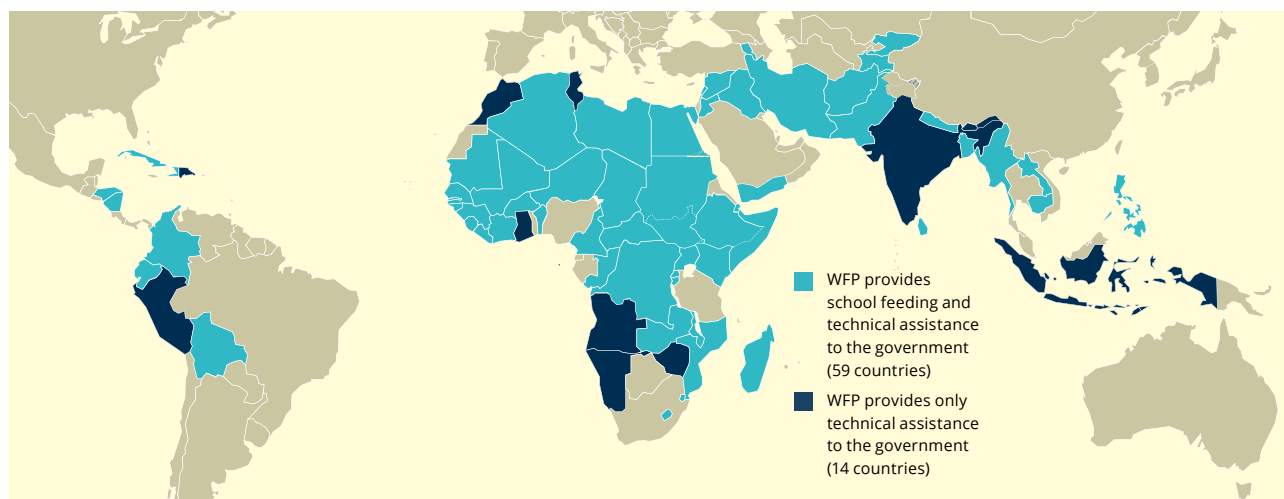 WFP provides
school feeding and
technical assistance
to the government
(59 countries)
WFP provides only
technical assistance
to the government
(14 countries)